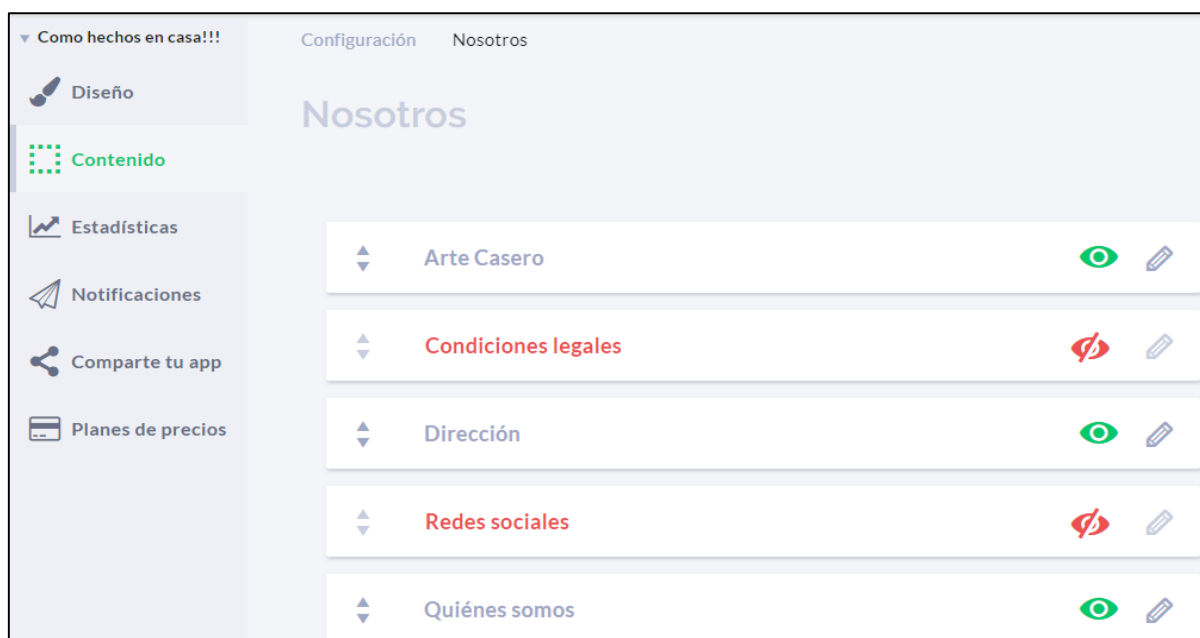 Como hechos en casa!!!
Configuración Nosotros
Diseño
Nosotros
Contenido
Estadísticas
Notificaciones
Comparte tu app
Planes de precios
Arte Casero
Condiciones legales
Dirección
Redes sociales
Quiénes somos